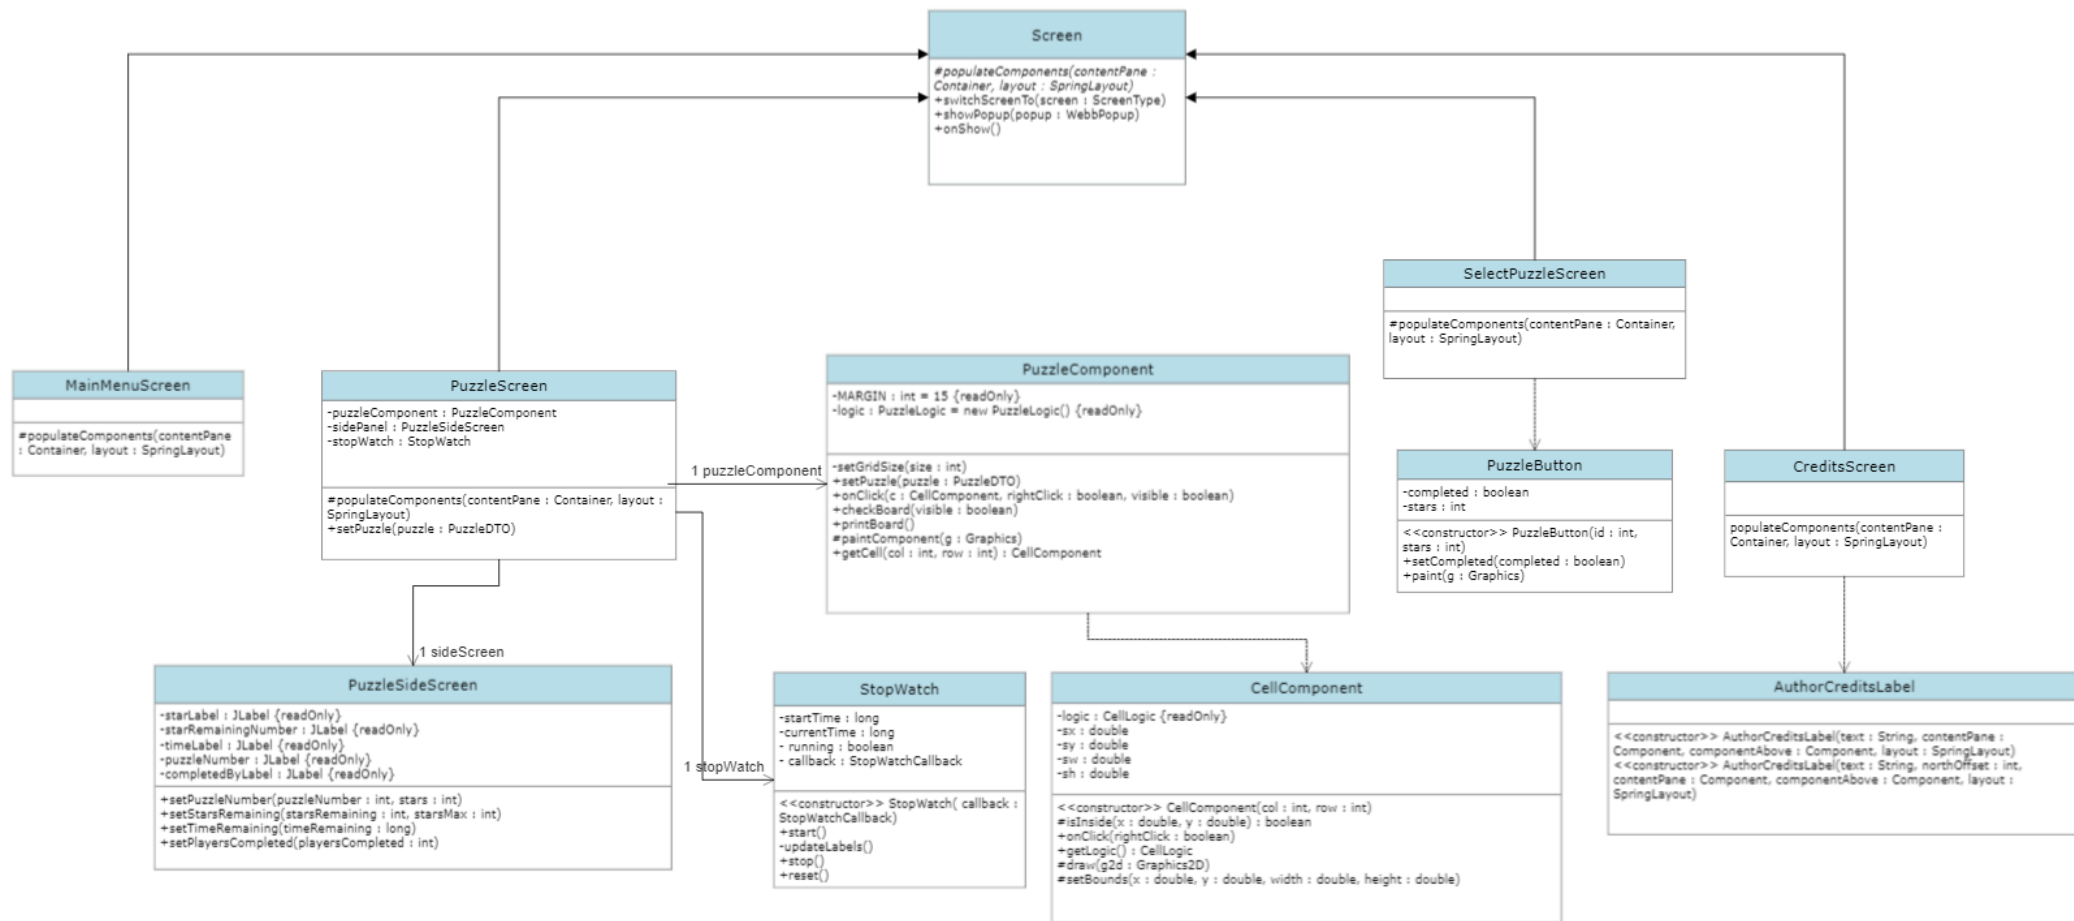 Screen
#populateComponents(contentPane :
Container, layout : SpringLayout)
+switchScreenTo(screen : ScreenType)
+showPopup(popup : WebbPopup)
+onShow()
SelectPuzzleScreen
#populateComponents(contentPane : Container,
layout : SpringLayout)
MainMenuScreen
#populateComponents(contentPane
: Container, layout : SpringLayout)
PuzzleScreen
-puzzleComponent : PuzzleComponent
-sidePanel : PuzzleSideScreen
-stopWatch : StopWatch
#populateComponents(contentPane : Container, layout :
SpringLayout)
+setPuzzle(puzzle : PuzzleDTO)
1 puzzleComponent
PuzzleComponent
-MARGIN : int = 15 {readOnly}
-logic : PuzzleLogic = new PuzzleLogic() {readOnly}
-setGridSize(size : int)
+setPuzzle(puzzle : PuzzleDTO)
+onClick(c : CellComponent, rightClick : boolean, visible : boolean)
+checkBoard(visible : boolean)
+printBoard()
#paintComponent(g : Graphics)
+getCell(col : int, row : int) : CellComponent
PuzzleButton
-completed : boolean
-stars : int
<<constructor>> PuzzleButton(id : int,
stars : int)
+setCompleted(completed : boolean)
+paint(g : Graphics)
CreditsScreen
populateComponents(contentPane :
Container, layout : SpringLayout)
1 sideScreen
PuzzleSideScreen
-starLabel : JLabel {readOnly}
-starRemainingNumber : JLabel {readOnly}
-timeLabel : JLabel {readOnly}
-puzzleNumber : JLabel {readOnly}
-completedByLabel : JLabel {readOnly}
+setPuzzleNumber(puzzleNumber : int, stars : int)
+setStarsRemaining(starsRemaining : int, starsMax : int)
+setTimeRemaining(timeRemaining : long)
+setPlayersCompleted(playersCompleted : int)
1 stopWatch
StopWatch
-startTime : long
-currentTime : long
- running : boolean
- callback : StopWatchCallback
<<constructor>> StopWatch( callback :
StopWatchCallback)
+start()
-updateLabels()
+stop()
+reset()
CellComponent
-logic : CellLogic {readOnly}
-sx : double
-sy : double
-sw : double
-sh : double
<<constructor>> CellComponent(col : int, row : int)
#isInside(x : double, y : double) : boolean
+onClick(rightClick : boolean)
+getLogic() : CellLogic
#draw(g2d : Graphics2D)
#setBounds(x : double, y : double, width : double, height : double)
AuthorCreditsLabel
<<constructor>> AuthorCreditsLabel(text : String, contentPane :
Component, componentAbove : Component, layout : SpringLayout)
<<constructor>> AuthorCreditsLabel(text : String, northOffset : int,
contentPane : Component, componentAbove : Component, layout :
SpringLayout)